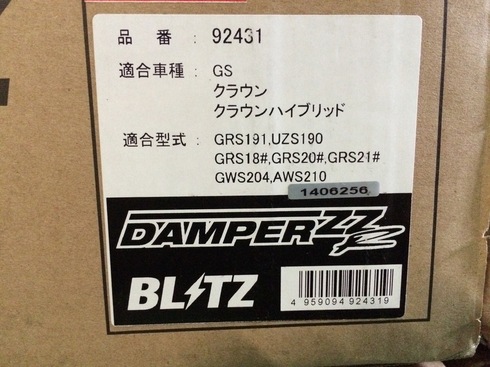 品 番 : 92431
適合車種 : GS
クラウン
クラウンハイブリッド
適合型式 : GRS191,UZS190
GRS18#,GRS20#,GRS21#
GWS204,AWS210
1406256
DAMPER ZZR
BLITZ
4 959094 924319